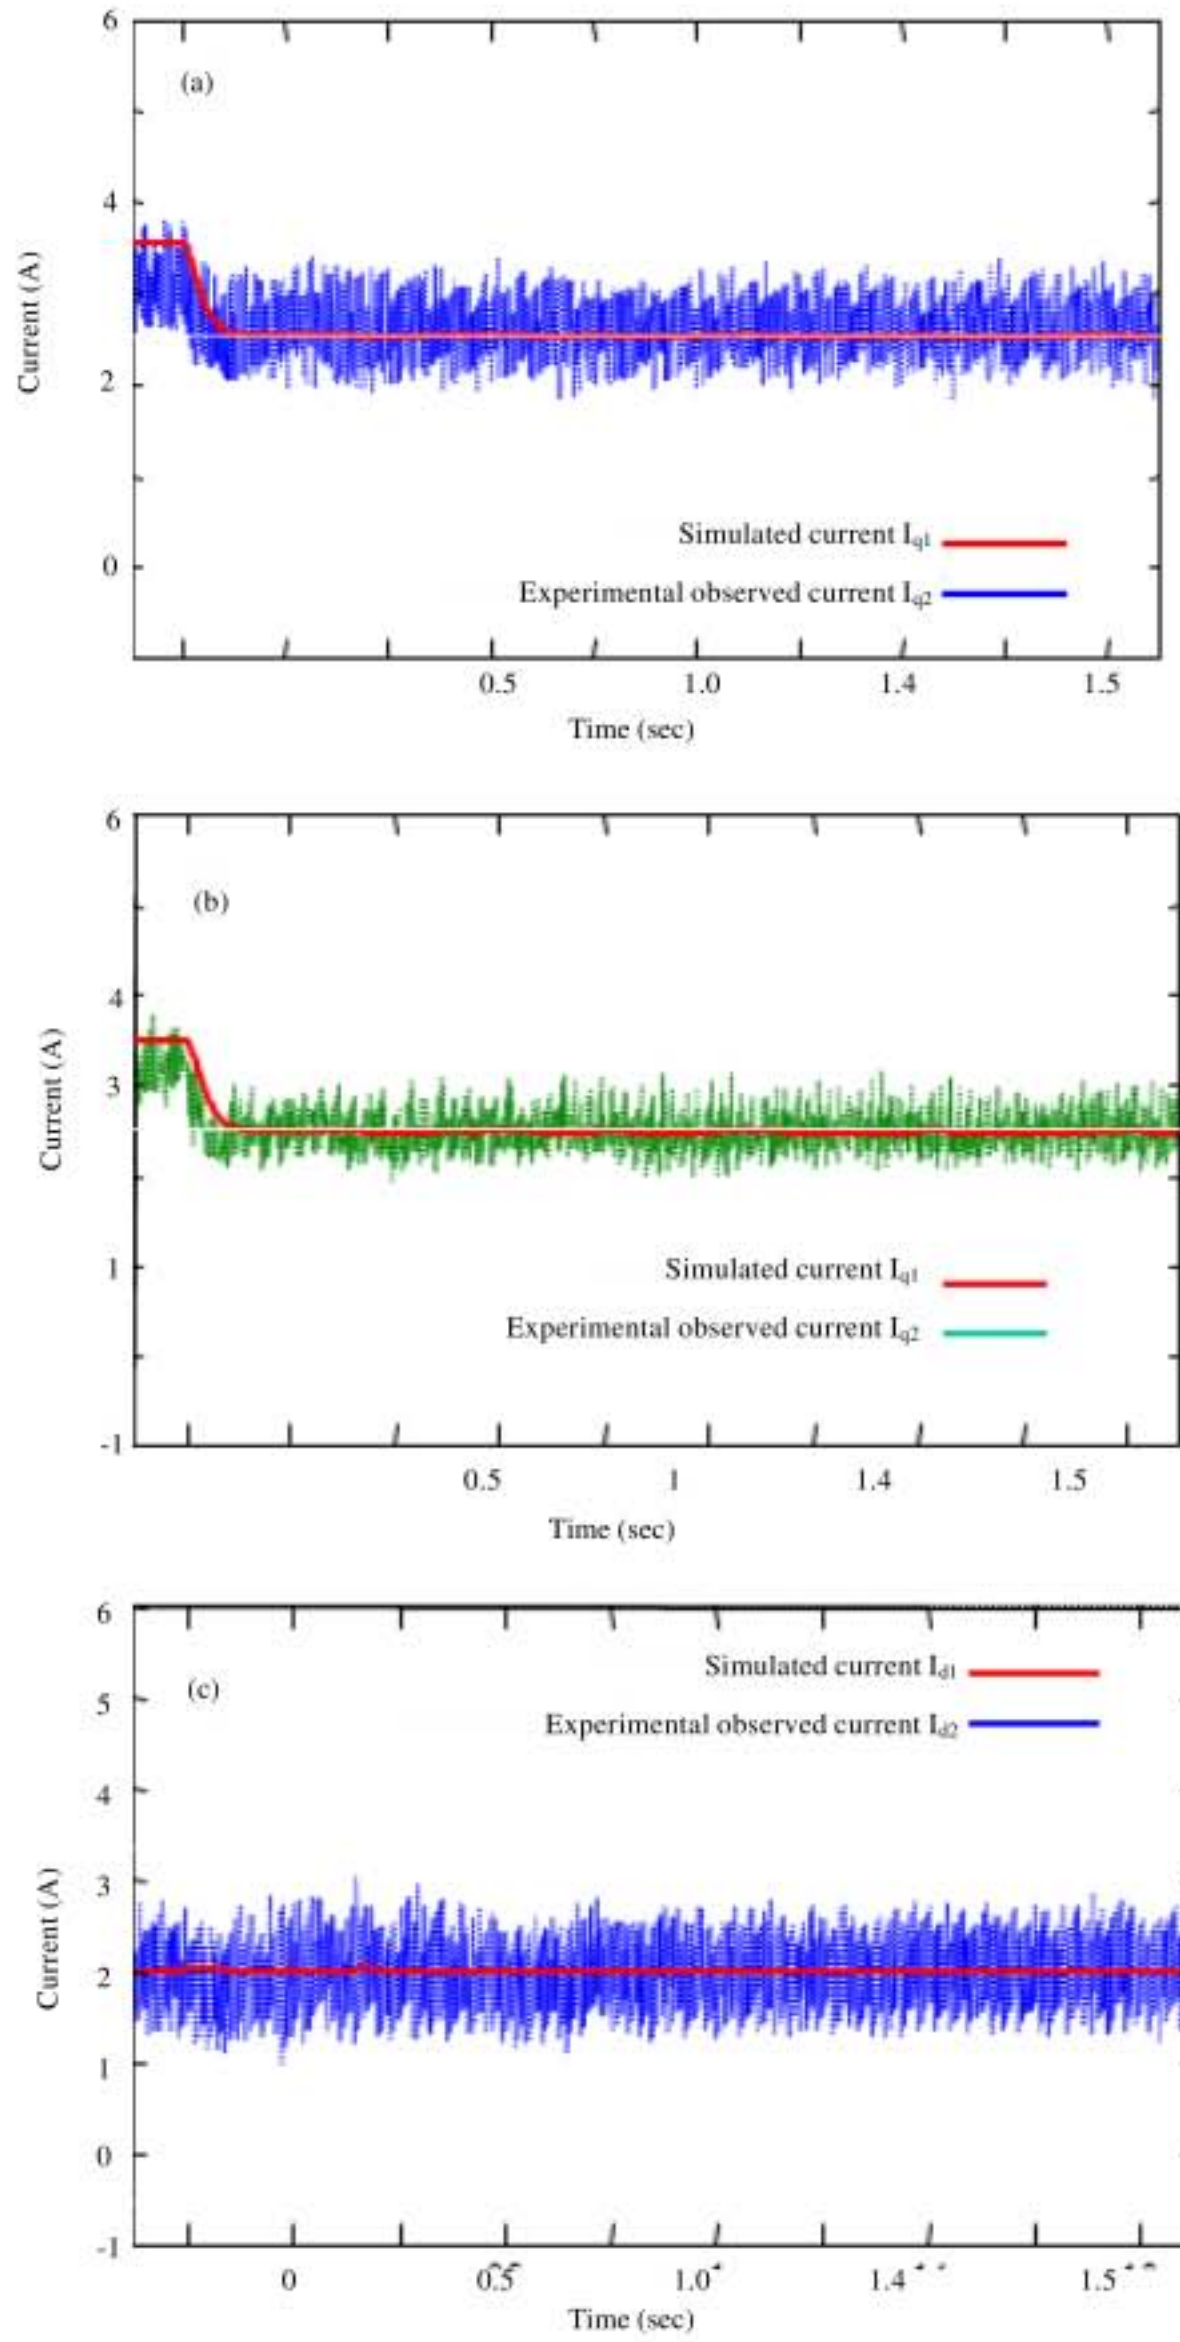 6
(a)
4
Current (A)
2
Simulated current Iq1
0
Experimental observed current Iq2
0.5 1.0 1.4 1.5
Time (sec)
6
(b)
4
Current (A)
3
1
Simulated current Iq1
Experimental observed current Iq2
-1
0.5 1 1.4 1.5
Time (sec)
6
Simulated current Id1
(c)
5
Experimental observed current Id2
4
3
Current (A)
2
1
0
-1
0 0.5 1.0 1.4 1.5
Time (sec)